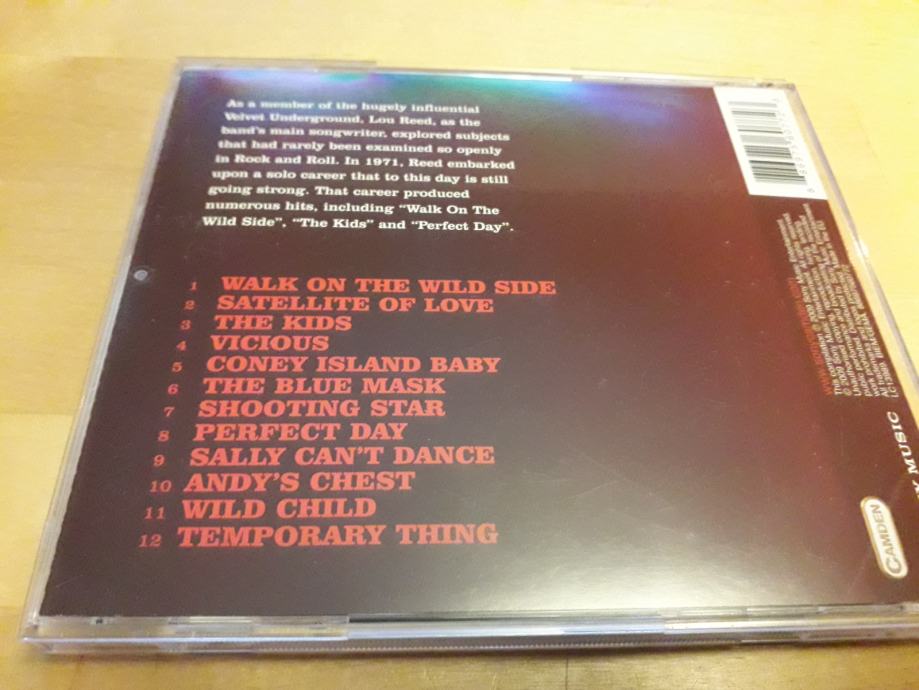 As a member of the hugely influential
Velvet Underground, Lou Reed, as the
band's main songwriter, explored subjects
that had rarely been examined so openly
in Rock and Roll. In 1971, Reed embarked
upon a solo career that to this day is still
going strong. That career produced
numerous hits, including "Walk On The
Wild Side", "The Kids" and "Perfect Day".
1 WALK ON THE WILD SIDE
2 SATELLITE OF LOVE
3 THE KIDS
4 VICIOUS
5 CONEY ISLAND BABY
6 THE BLUE MASK
7 SHOOTING STAR
8 PERFECT DAY
9 SALLY CAN'T DANCE
10 ANDY'S CHEST
11 WILD CHILD
12 TEMPORARY THING
MUSIC
CAMDEN